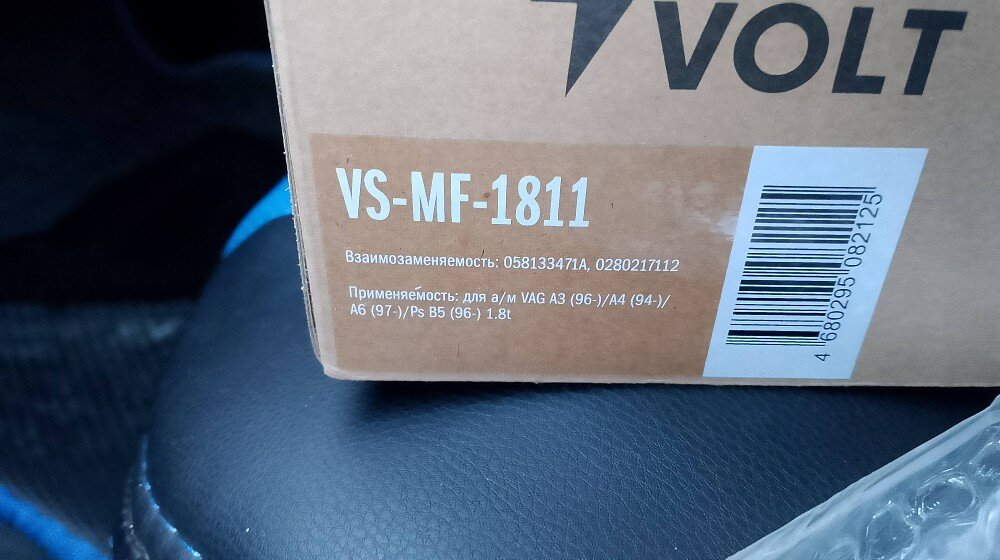 VOLT
VS-MF-1811
Взаимозаменяемость: 058133471А, 0280217112
Применяемость: для а/м VAG A3 (96-)/A4 (94-)/
A6 (97-)/Ps B5 (96-) 1.8t
4 680295 082125